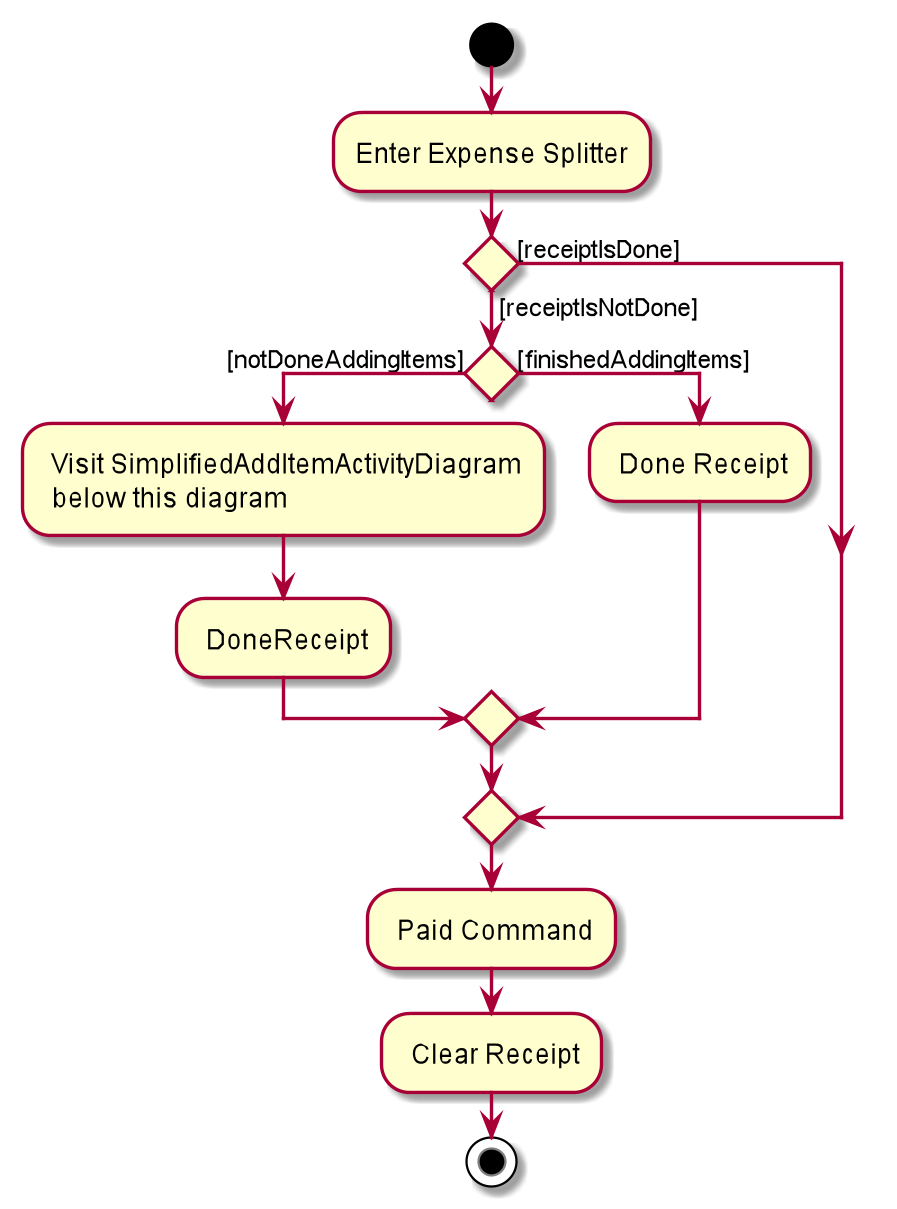 Enter Expense Splitter
[receiptIsDone]
[receiptIsNotDone]
[notDoneAddingItems]
[finishedAddingItems]
Visit SimplifiedAddItemActivityDiagram
below this diagram
Done Receipt
DoneReceipt
Paid Command
Clear Receipt